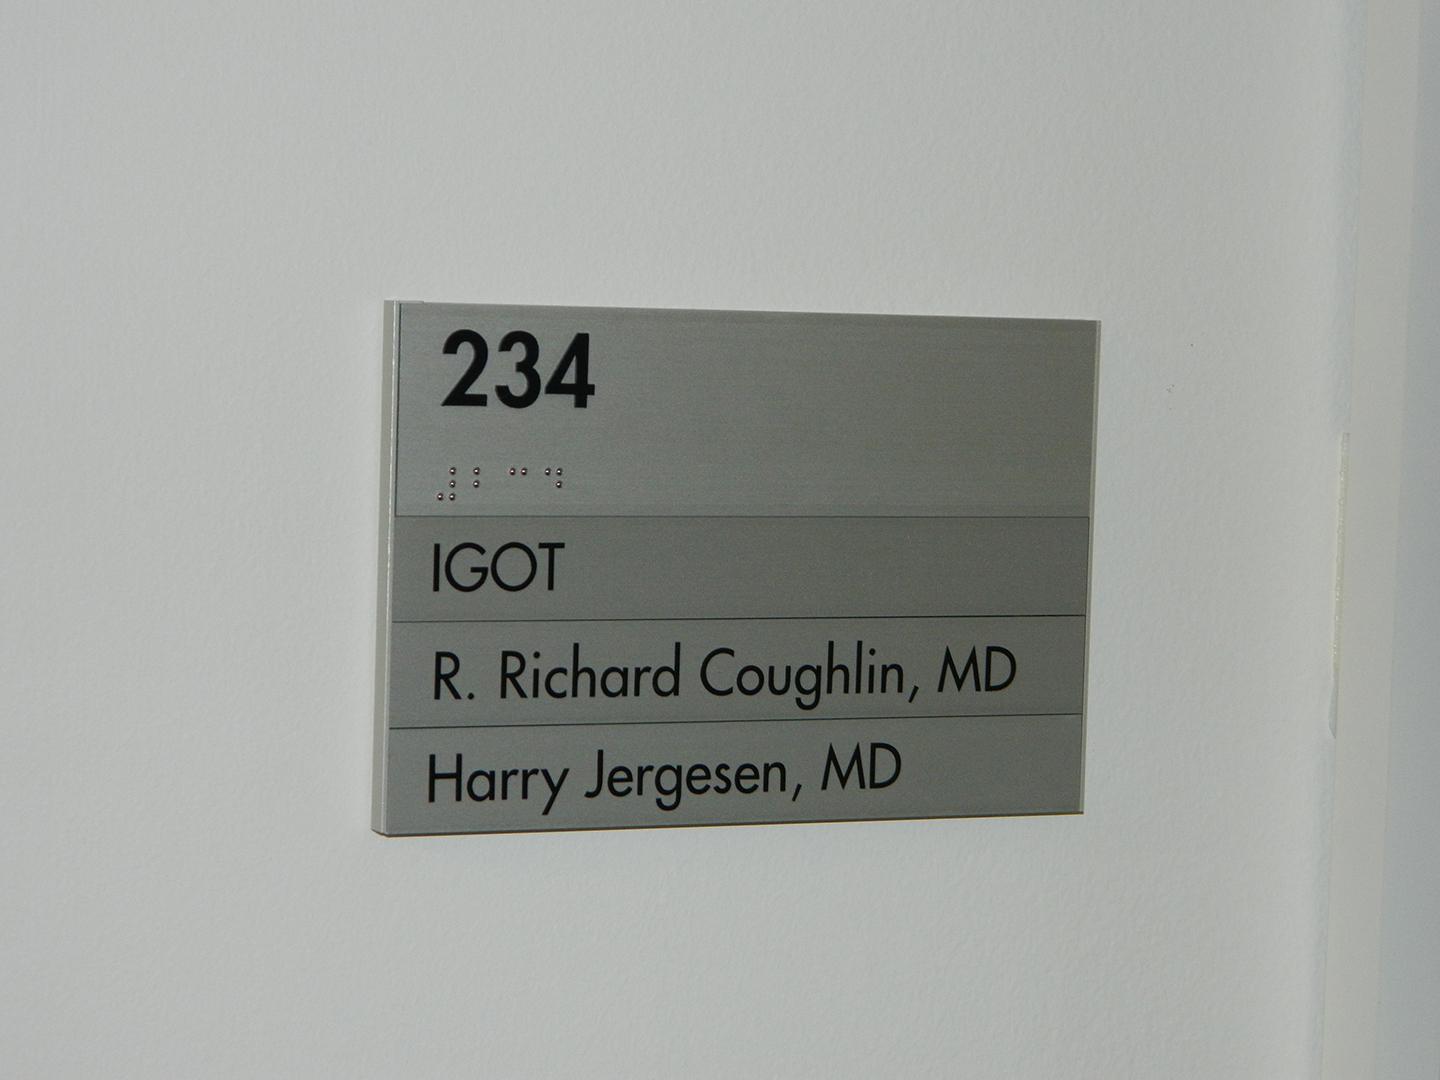 234
⠼⠃⠉⠙
IGOT
R. Richard Coughlin, MD
Harry Jergesen, MD